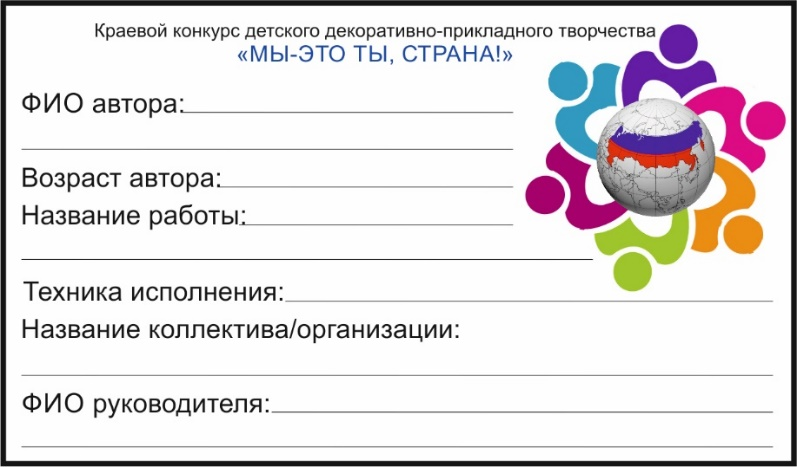 Краевой конкурс детского декоративно-прикладного творчества
«МЫ-ЭТО ТЫ, СТРАНА!»
ФИО автора:
Возраст автора:
Название работы:
Техника исполнения:
Название коллектива/организации:
ФИО руководителя: